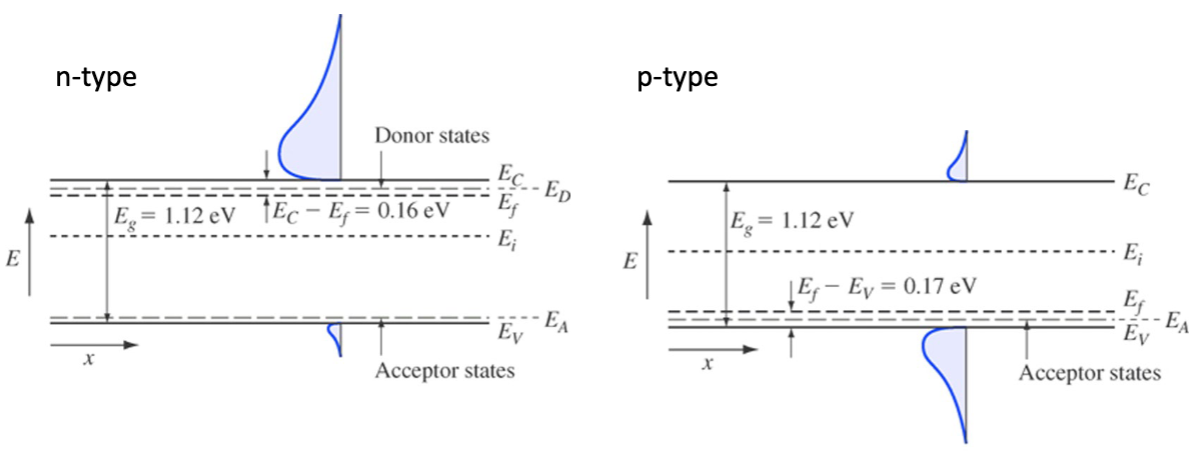 n-type
Donor states
E_C
E_D
E_g = 1.12 eV
E_C − E_f = 0.16 eV
E_f
E_i
E
E_A
E_V
x
Acceptor states
p-type
E_C
E_g = 1.12 eV
E_i
E
E_f − E_V = 0.17 eV
E_f
E_A
E_V
x
Acceptor states